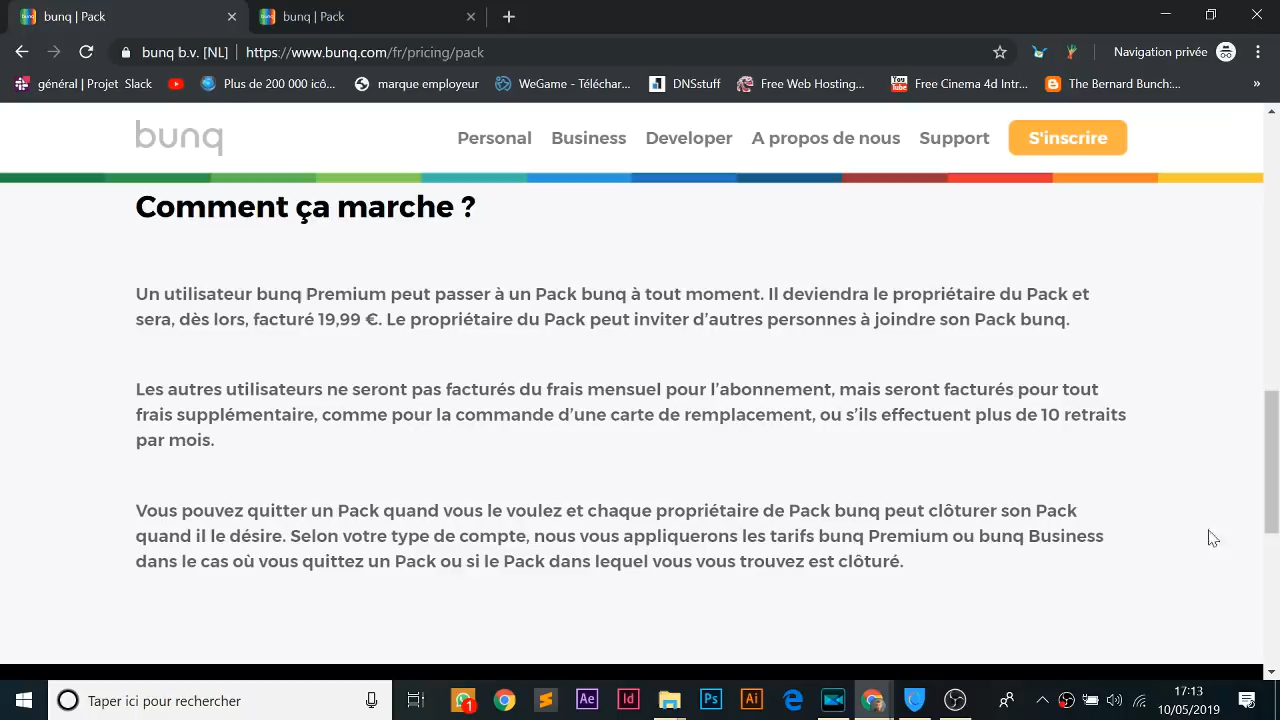 bunq | Pack
bunq | Pack
bunq b.v. [NL] https://www.bunq.com/fr/pricing/pack
Navigation privée
général | Projet Slack
Plus de 200 000 icô...
marque employeur
WeGame - Téléchar...
DNSstuff
Free Web Hosting...
Free Cinema 4d Intr...
The Bernard Bunch:...
»
bunq
Personal
Business
Developer
A propos de nous
Support
S'inscrire
Comment ça marche ?
Un utilisateur bunq Premium peut passer à un Pack bunq à tout moment. Il deviendra le propriétaire du Pack et
sera, dès lors, facturé 19,99 €. Le propriétaire du Pack peut inviter d’autres personnes à joindre son Pack bunq.
Les autres utilisateurs ne seront pas facturés du frais mensuel pour l’abonnement, mais seront facturés pour tout
frais supplémentaire, comme pour la commande d’une carte de remplacement, ou s’ils effectuent plus de 10 retraits
par mois.
Vous pouvez quitter un Pack quand vous le voulez et chaque propriétaire de Pack bunq peut clôturer son Pack
quand il le désire. Selon votre type de compte, nous vous appliquerons les tarifs bunq Premium ou bunq Business
dans le cas où vous quittez un Pack ou si le Pack dans lequel vous vous trouvez est clôturé.
Taper ici pour rechercher
1
Ae
Id
Ps
Ai
17:13
10/05/2019